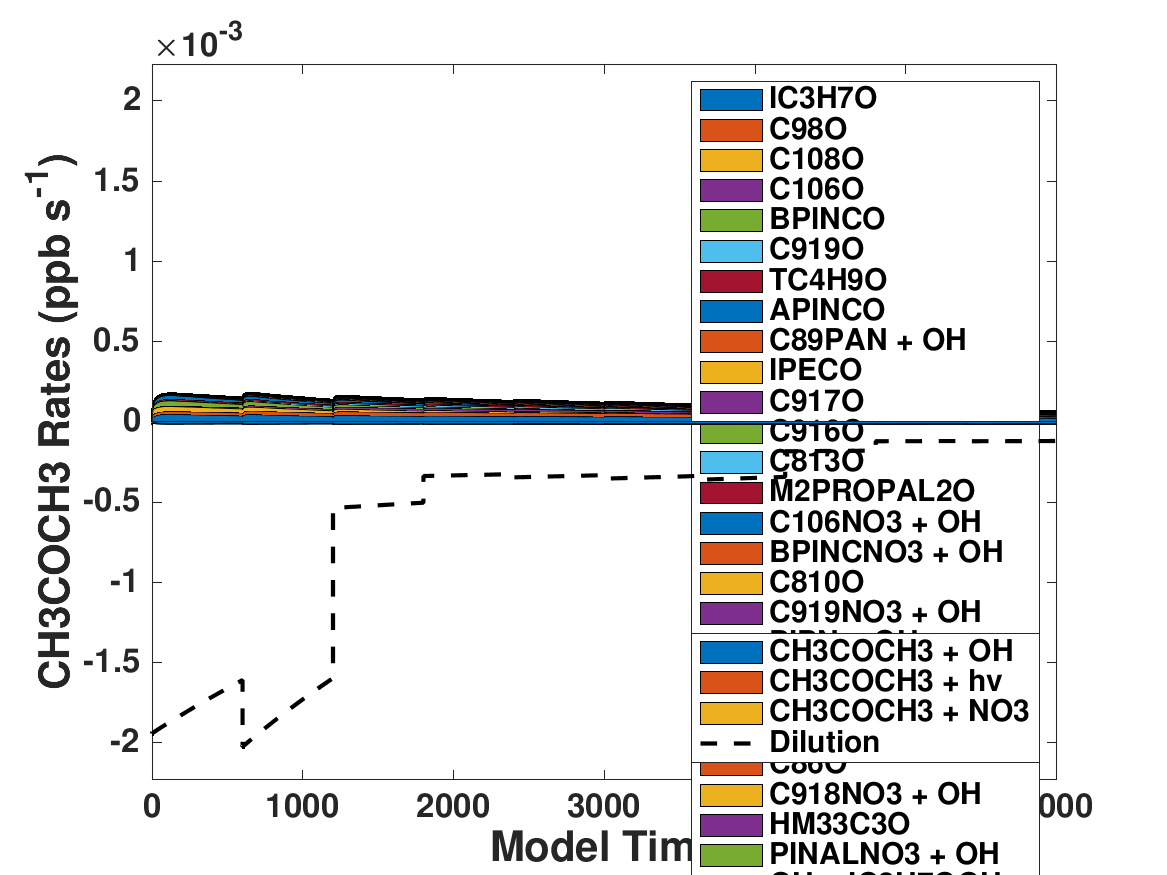 ×10-3
2
1.5
1
0.5
0
-0.5
-1
-1.5
-2
CH3COCH3 Rates (ppb s-1)
0
1000
2000
3000
000
Model Tim
IC3H7O
C98O
C108O
C106O
BPINCO
C919O
TC4H9O
APINCO
C89PAN + OH
IPECO
C917O
C916O
C813O
M2PROPAL2O
C106NO3 + OH
BPINCNO3 + OH
C810O
C919NO3 + OH
CH3COCH3 + OH
CH3COCH3 + hv
CH3COCH3 + NO3
Dilution
C86O
C918NO3 + OH
HM33C3O
PINALNO3 + OH